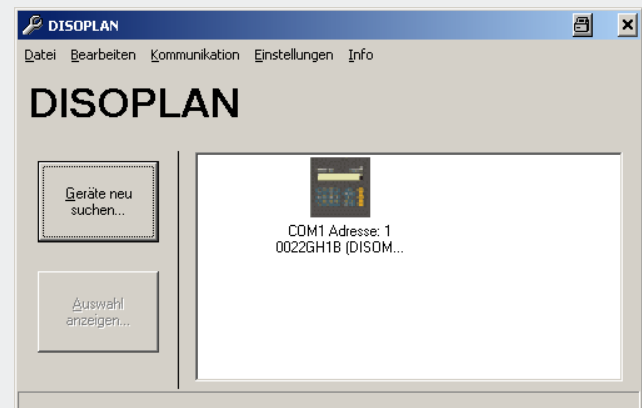 DISOPLAN
Datei Bearbeiten Kommunikation Einstellungen Info
DISOPLAN
Geräte neu
suchen...
COM1 Adresse: 1
0022GH1B (DISOM...
Auswahl
anzeigen...